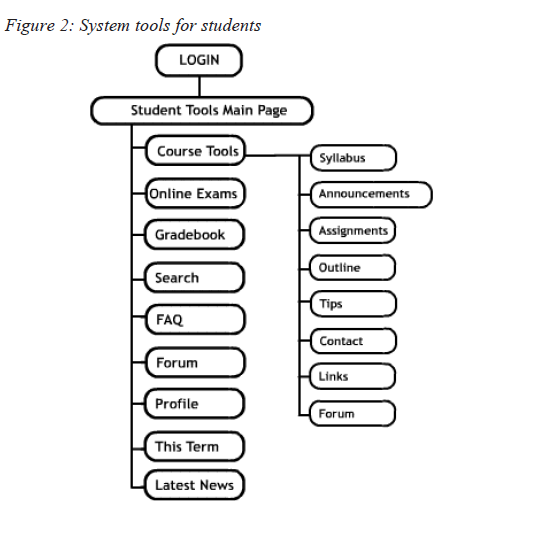 Figure 2: System tools for students
LOGIN
Student Tools Main Page
Course Tools
Online Exams
Gradebook
Search
FAQ
Forum
Profile
This Term
Latest News
Syllabus
Announcements
Assignments
Outline
Tips
Contact
Links
Forum